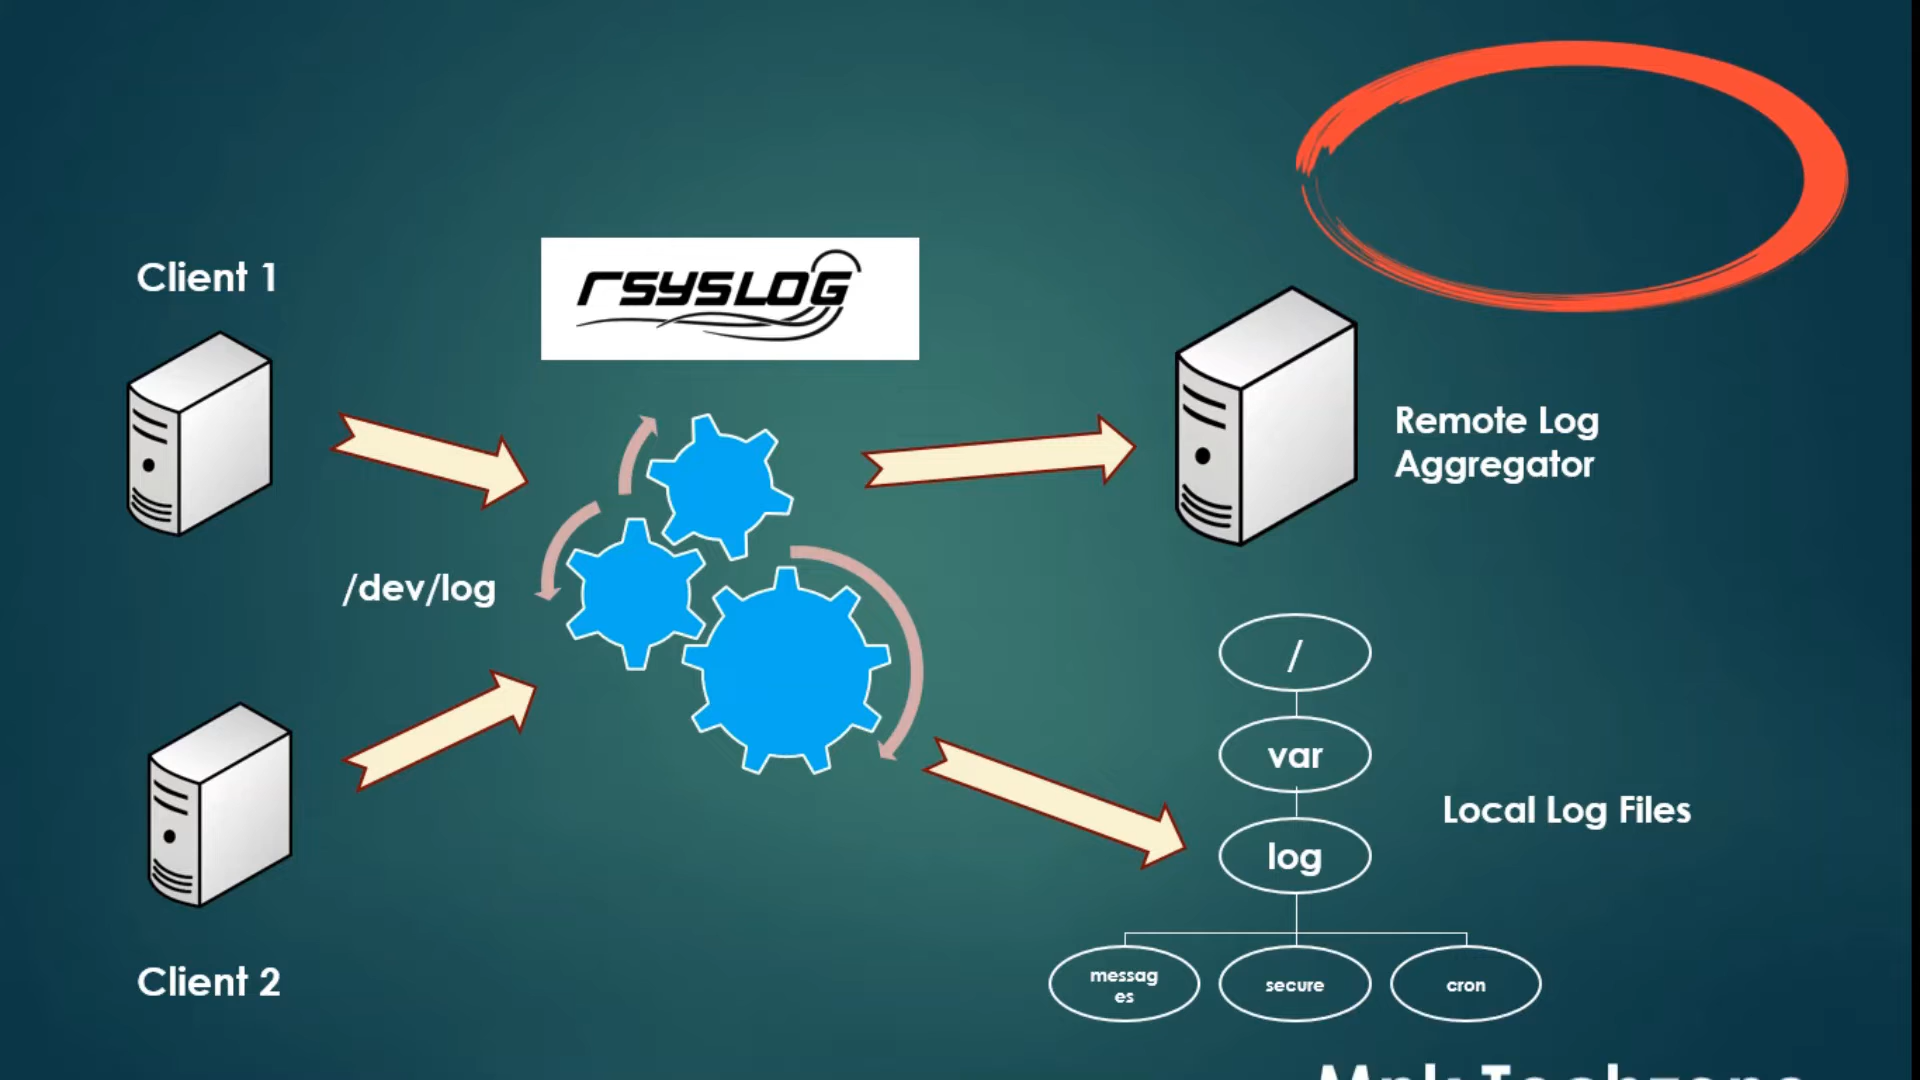 Client 1
rsyslog
Remote Log
Aggregator
/dev/log
/
var
Local Log Files
log
messag
es
secure
cron
Client 2